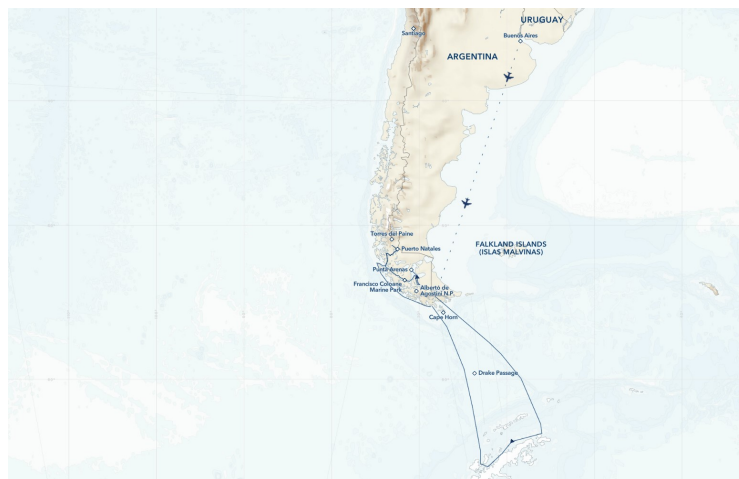 URUGUAY
Santiago
Buenos Aires
ARGENTINA
Torres del Paine
Puerto Natales
FALKLAND ISLANDS
(ISLAS MALVINAS)
Punta Arenas
Francisco Coloane
Marine Park
Alberto de
Agostini N.P.
Cape Horn
Drake Passage